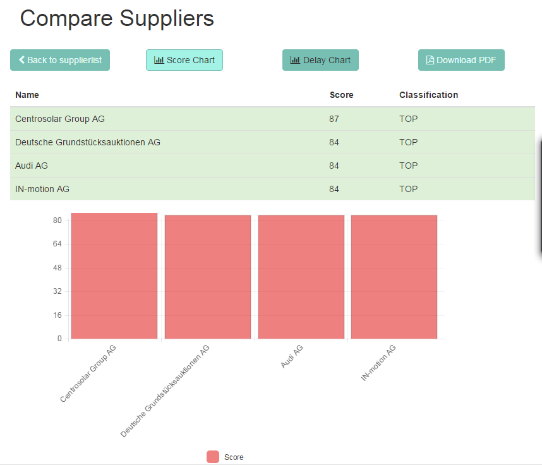 Compare Suppliers
Back to supplierlist
Score Chart
Delay Chart
Download PDF
Name Score Classification
Centrosolar Group AG 87 TOP
Deutsche Grundstücksauktionen AG 84 TOP
Audi AG 84 TOP
IN-motion AG 84 TOP
80
64
48
32
16
0
Centrosolar Group AG
Deutsche Grundstücksauktionen AG
Audi AG
IN-motion AG
Score